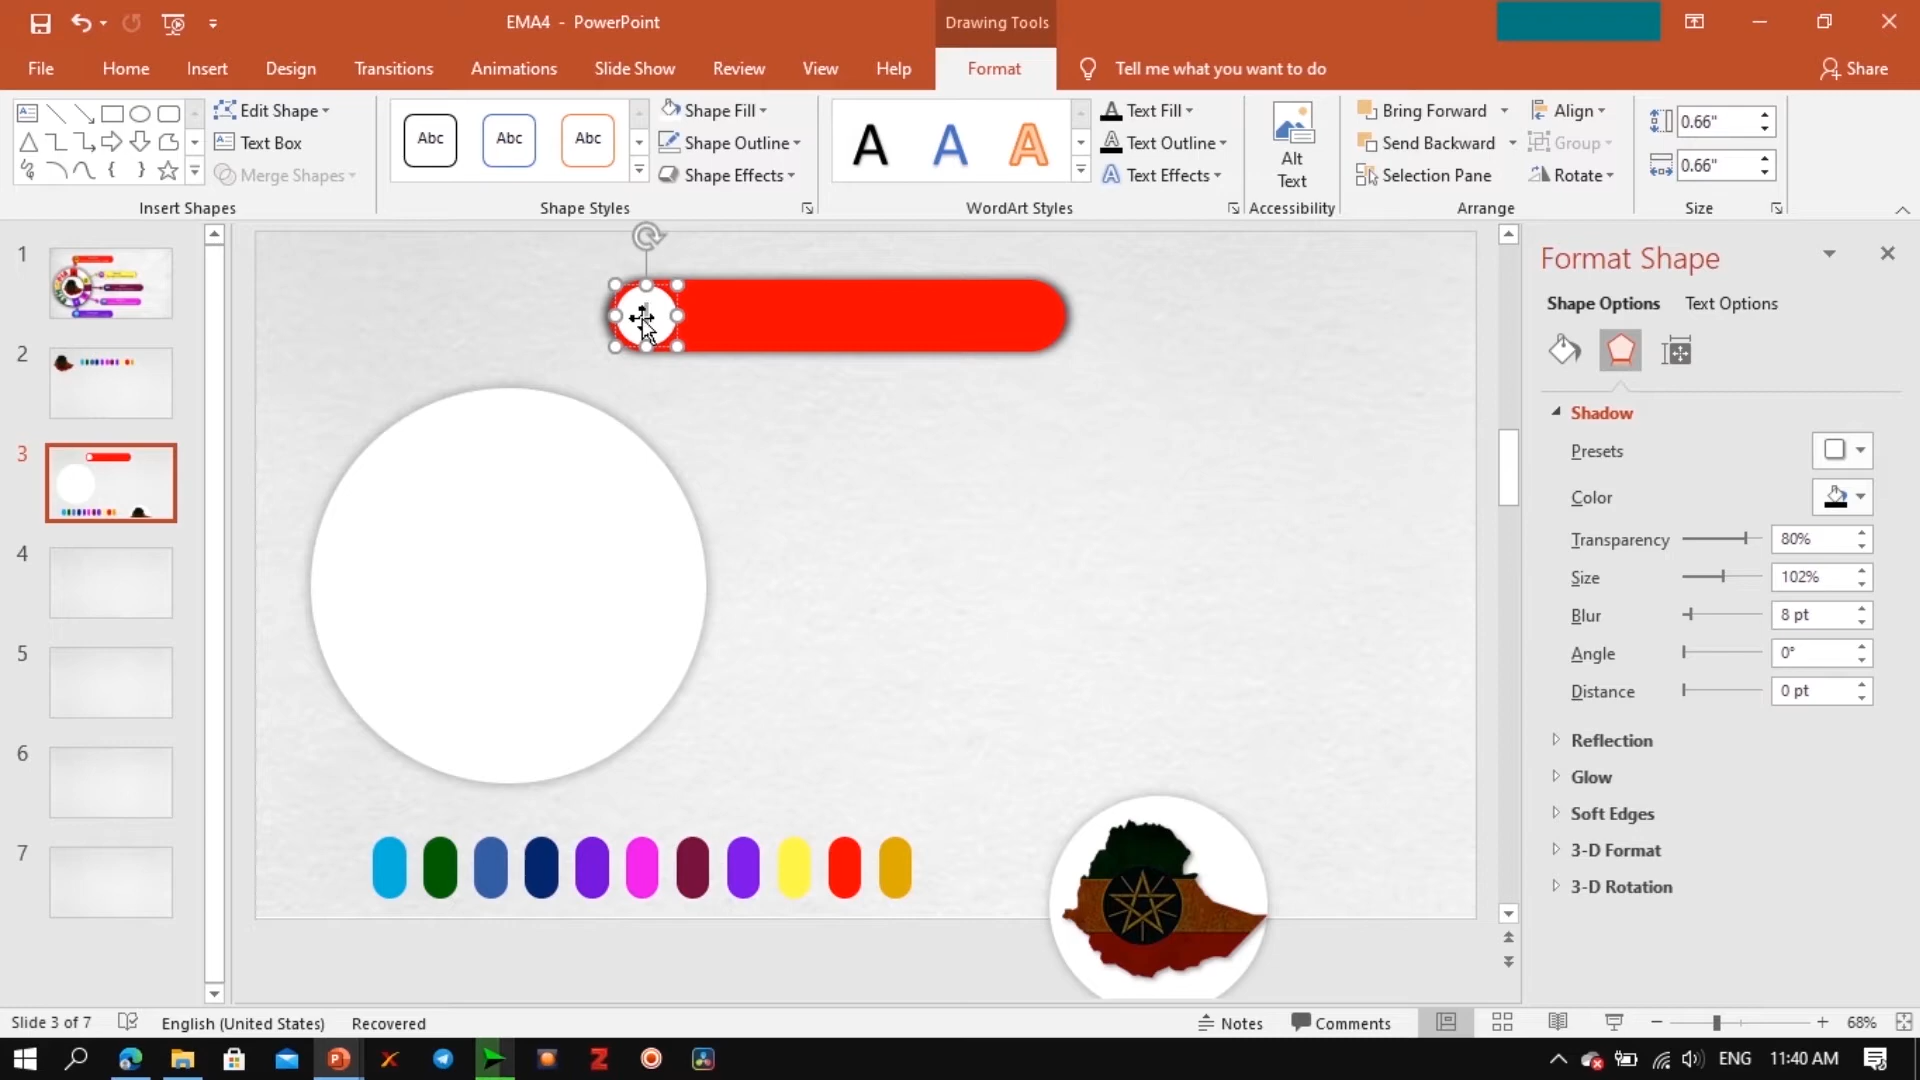 EMA4 - PowerPoint
Drawing Tools
File Home Insert Design Transitions Animations Slide Show Review View Help Format Tell me what you want to do Share
Edit Shape
Text Box
Merge Shapes
Insert Shapes
Abc Abc Abc
Shape Fill
Shape Outline
Shape Effects
Shape Styles
A A A
Text Fill
Text Outline
Text Effects
WordArt Styles
Alt
Text
Accessibility
Bring Forward
Send Backward
Selection Pane
Align
Group
Rotate
Arrange
0.66"
0.66"
Size
1
2
3
4
5
6
7
Format Shape
Shape Options Text Options
Shadow
Presets
Color
Transparency 80%
Size 102%
Blur 8 pt
Angle 0°
Distance 0 pt
Reflection
Glow
Soft Edges
3-D Format
3-D Rotation
Slide 3 of 7 English (United States) Recovered Notes Comments 68%
ENG 11:40 AM